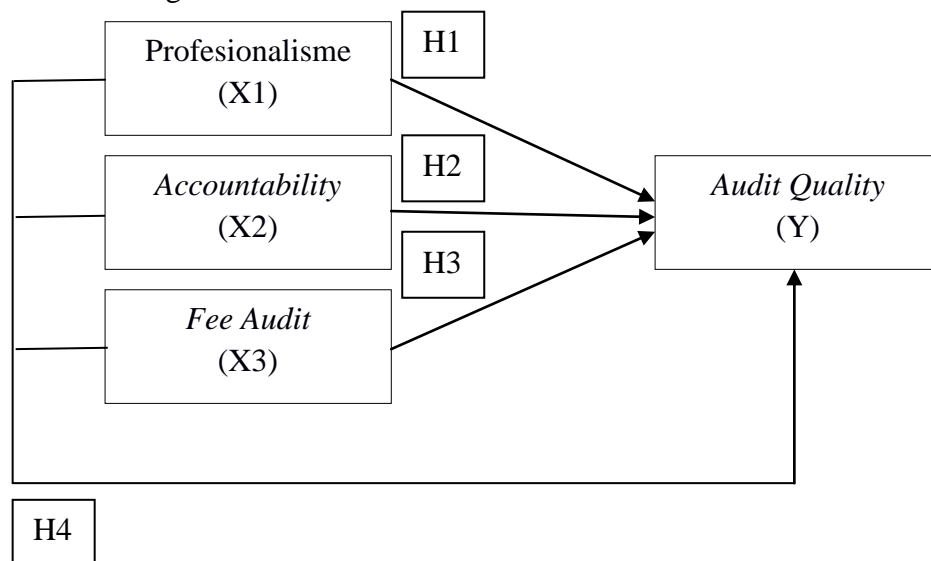 Profesionalisme
(X1)
H1
Accountability
(X2)
H2
Fee Audit
(X3)
H3
Audit Quality
(Y)
H4